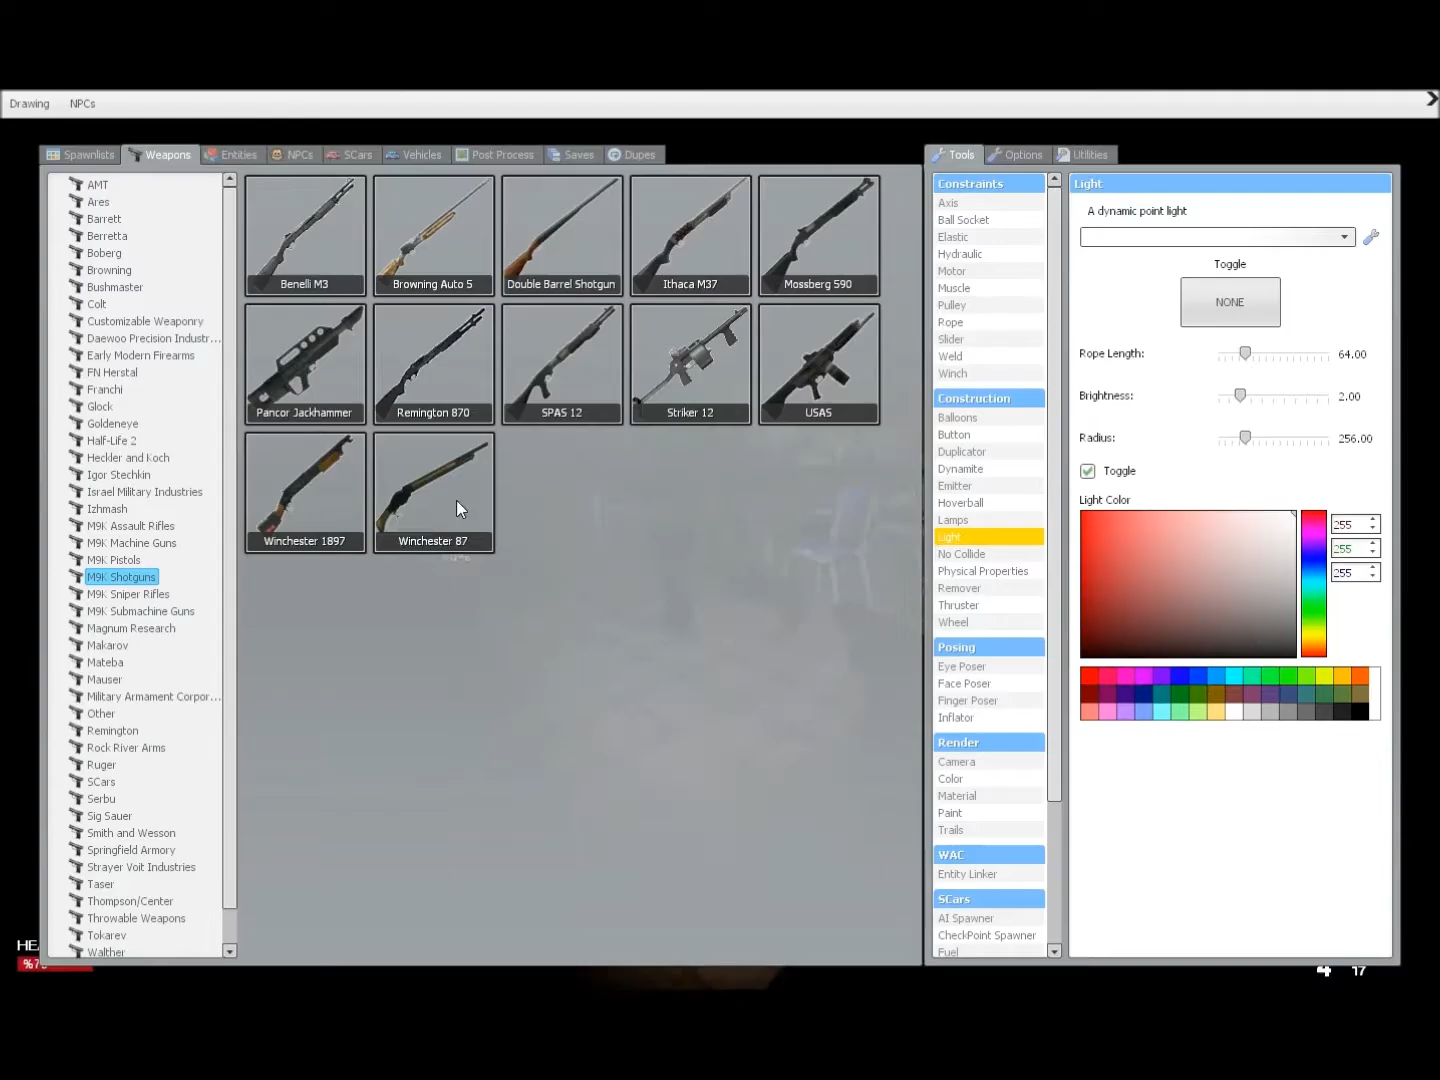 Drawing NPCs
Spawnlists Weapons Entities NPCs SCars Vehicles Post Process Saves Dupes
Tools Options Utilities
AMT
Ares
Barrett
Berretta
Boberg
Browning
Bushmaster
Colt
Customizable Weaponry
Daewoo Precision Industr...
Early Modern Firearms
FN Herstal
Franchi
Glock
Goldeneye
Half-Life 2
Heckler and Koch
Igor Stechkin
Israel Military Industries
Izhmash
M9K Assault Rifles
M9K Machine Guns
M9K Pistols
M9K Shotguns
M9K Sniper Rifles
M9K Submachine Guns
Magnum Research
Makarov
Mateba
Mauser
Military Armament Corpor...
Other
Remington
Rock River Arms
Ruger
SCars
Serbu
Sig Sauer
Smith and Wesson
Springfield Armory
Strayer Voit Industries
Taser
Thompson/Center
Throwable Weapons
Tokarev
Walther
Benelli M3 Browning Auto 5 Double Barrel Shotgun Ithaca M37 Mossberg 590
Pancor Jackhammer Remington 870 SPAS 12 Striker 12 USAS
Winchester 1897 Winchester 87
Constraints
Axis
Ball Socket
Elastic
Hydraulic
Motor
Muscle
Pulley
Rope
Slider
Weld
Winch
Construction
Balloons
Button
Duplicator
Dynamite
Emitter
Hoverball
Lamps
Light
No Collide
Physical Properties
Remover
Thruster
Wheel
Posing
Eye Poser
Face Poser
Finger Poser
Inflator
Render
Camera
Color
Material
Paint
Trails
WAC
Entity Linker
SCars
AI Spawner
CheckPoint Spawner
Fuel
Light
A dynamic point light
Toggle
NONE
Rope Length: 64.00
Brightness: 2.00
Radius: 256.00
Toggle
Light Color
255
255
255
4 17